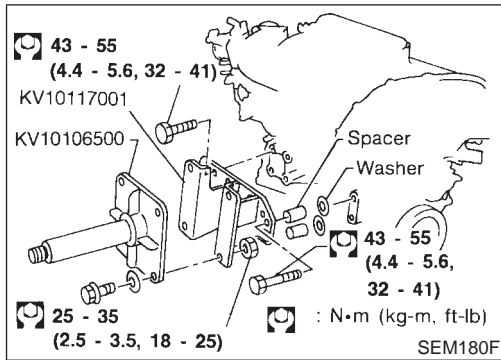 43 - 55
(4.4 - 5.6, 32 - 41)
KV10117001
KV10106500
Spacer
Washer
43 - 55
(4.4 - 5.6,
32 - 41)
25 - 35
(2.5 - 3.5, 18 - 25)
: N•m (kg-m, ft-lb)
SEM180F